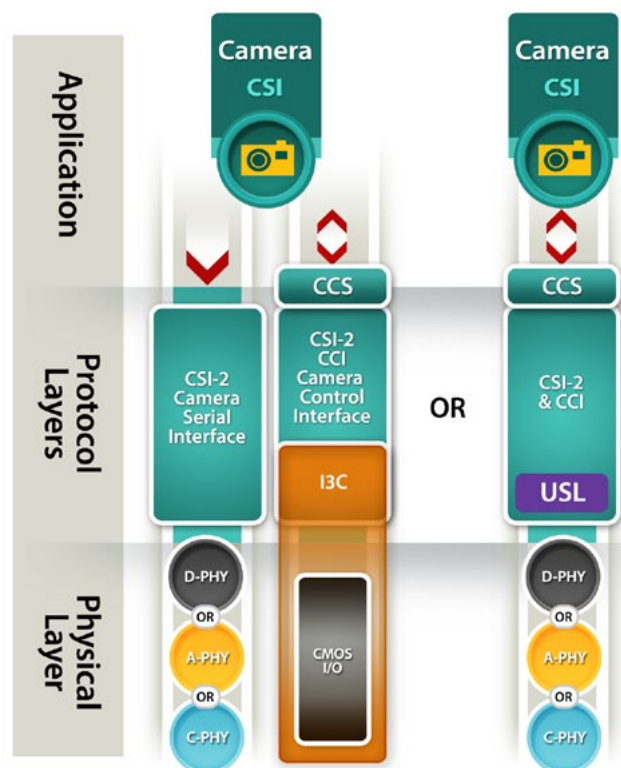 Application
Camera
CSI
CCS
CSI-2
CCI
Camera
Control
Interface
I3C
CSI-2
Camera
Serial
Interface
Protocol
Layers
OR
Camera
CSI
CCS
CSI-2
& CCI
USL
Physical
Layer
D-PHY
OR
A-PHY
OR
C-PHY
CMOS
I/O
D-PHY
OR
A-PHY
OR
C-PHY